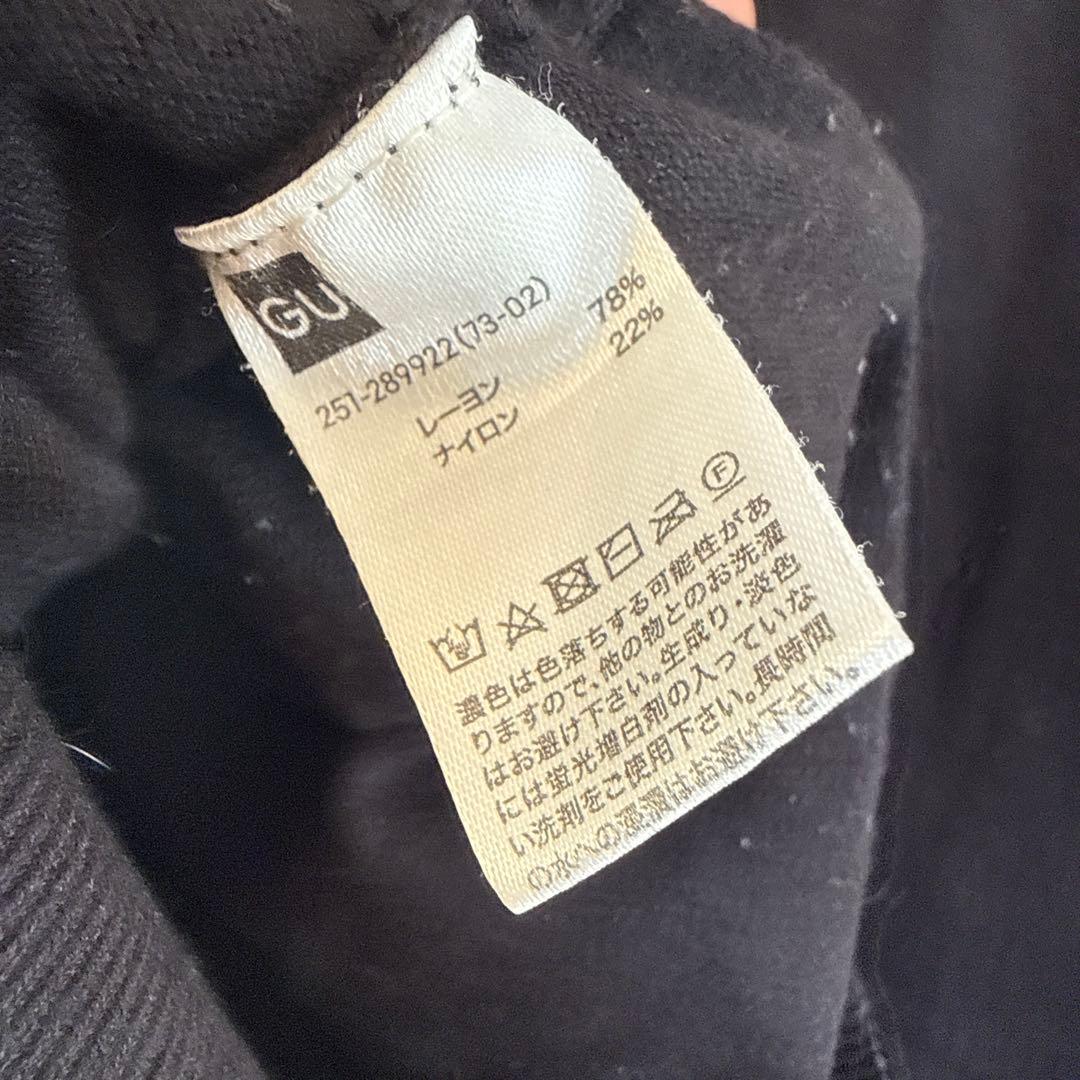 GU
251-289922(73-02)
レーヨン 78%
ナイロン 22%
F
濃色は色落ちする可能性があ
りますので、他の物とのお洗濯
はお避け下さい。生成り・淡色
には蛍光増白剤の入っていな
い洗剤をご使用下さい。長時間
の